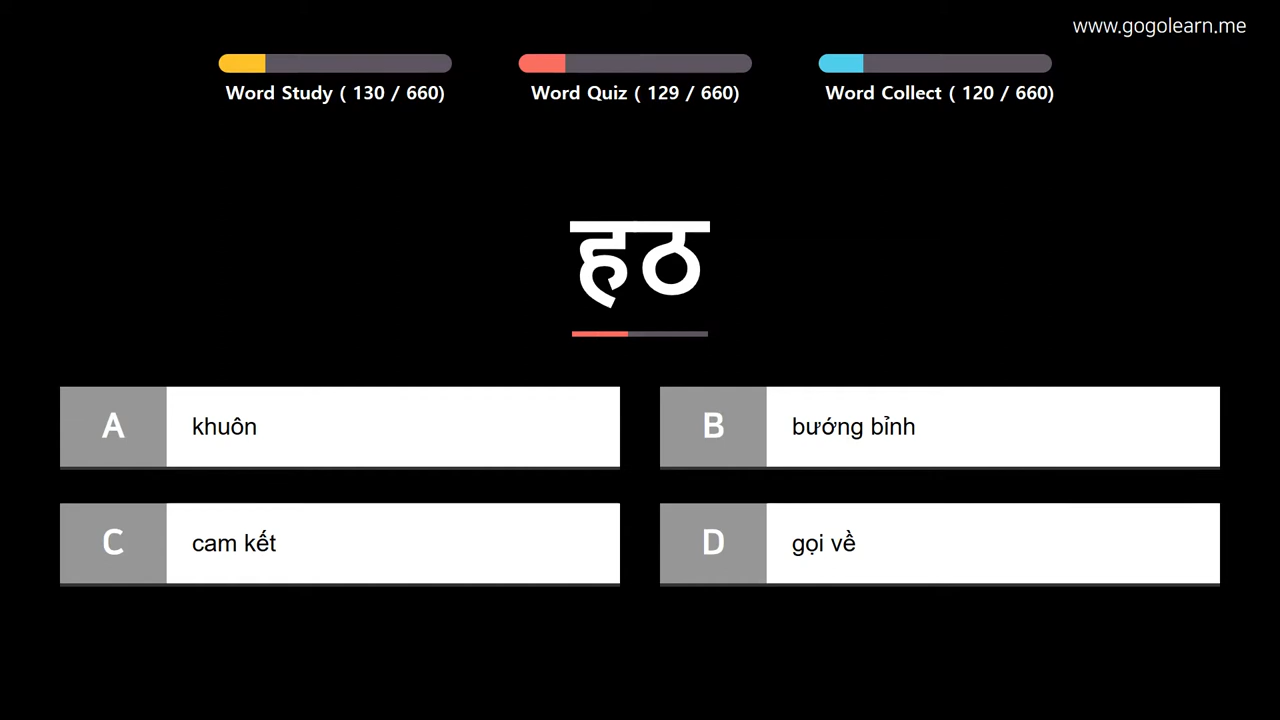 www.gogolearn.me
Word Study ( 130 / 660)
Word Quiz ( 129 / 660)
Word Collect ( 120 / 660)
हठ
A khuôn
B bướng bỉnh
C cam kết
D gọi về